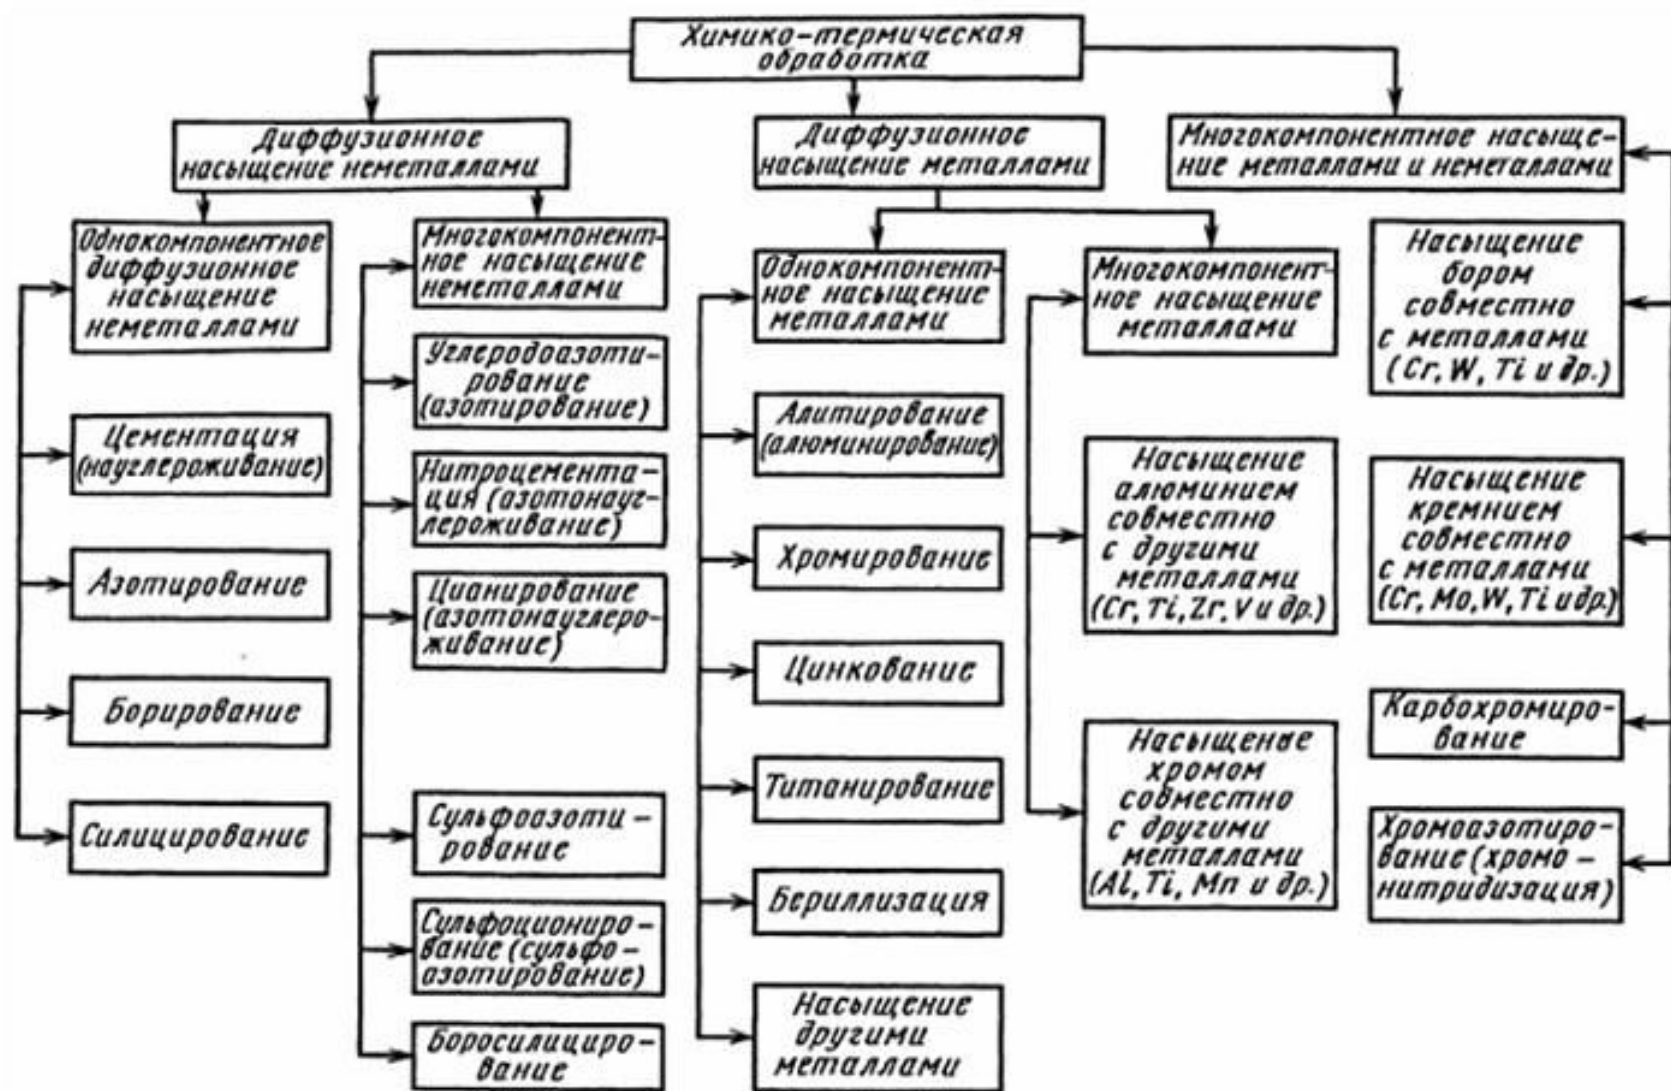 Химико-термическая
обработка
Диффузионное
насыщение неметаллами
Диффузионное
насыщение металлами
Многокомпонентное насыще-
ние металлами и неметаллами
Однокомпонентное
диффузионное
насыщение
неметаллами
Цементация
(науглероживание)
Азотирование
Борирование
Силицирование
Многокомпонент-
ное насыщение
неметаллами
Углеродоазоти-
рование
(азотирование)
Нитроцемента-
ция (азотонауг-
лероживание)
Цианирование
(азотонауглеро-
живание)
Сульфоазоти-
рование
Сульфоциониро-
вание (сульфо-
азотирование)
Боросилициро-
вание
Однокомпонент-
ное насыщение
металлами
Алитирование
(алюминирование)
Хромирование
Цинкование
Титанирование
Бериллизация
Насыщение
другими
металлами
Многокомпонент-
ное насыщение
металлами
Насыщение
алюминием
совместно
с другими
металлами
(Cr, Ti, Zr, V и др.)
Насыщение
хромом
совместно
с другими
металлами
(Al, Ti, Mn и др.)
Насыщение
бором
совместно
с металлами
(Cr, W, Ti и др.)
Насыщение
кремнием
совместно
с металлами
(Cr, Mo, W, Ti и др.)
Карбохромиро-
вание
Хромоазотиро-
вание (хромо-
нитридизация)